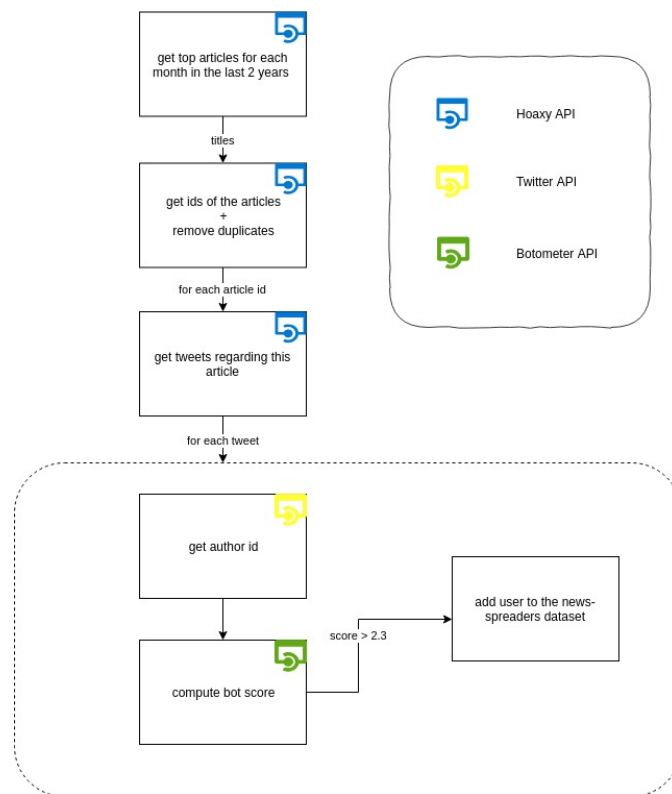 get top articles for each
month in the last 2 years
titles
get ids of the articles
+
remove duplicates
for each article id
get tweets regarding this
article
for each tweet
get author id
compute bot score
score > 2.3
add user to the news-
spreaders dataset
Hoaxy API
Twitter API
Botometer API